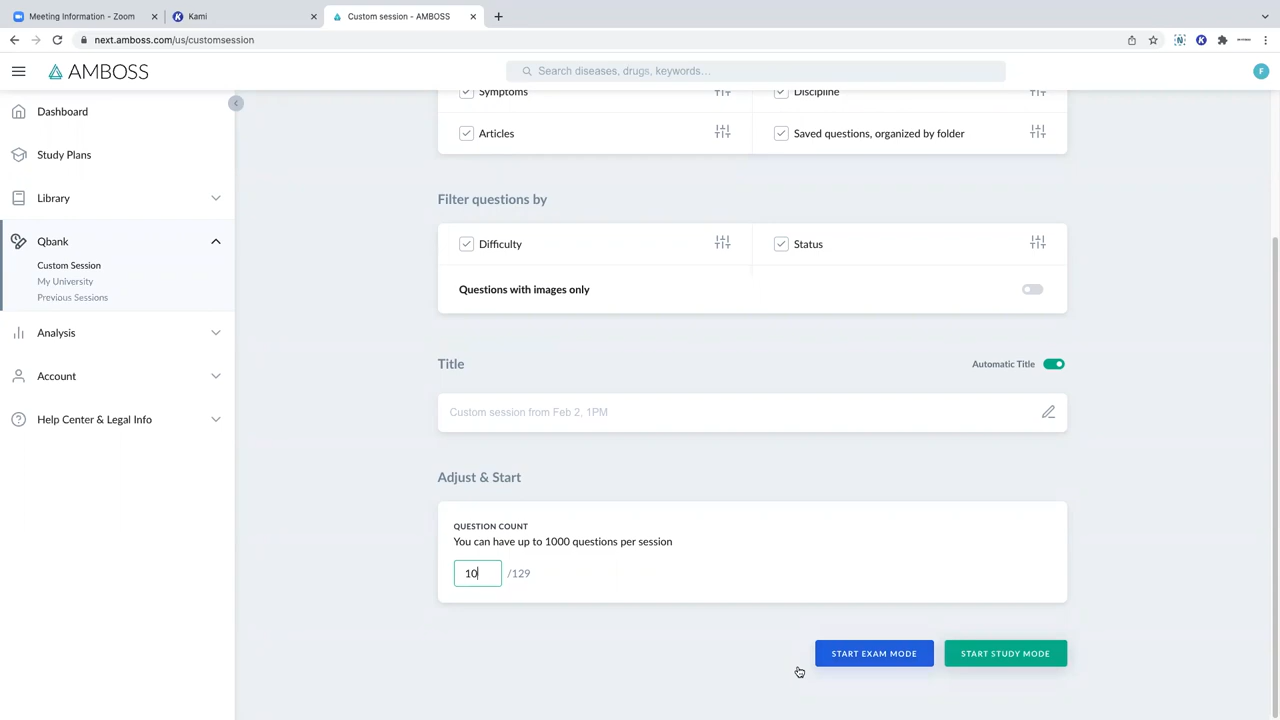 Meeting Information - Zoom
Kami
Custom session - AMBOSS
next.amboss.com/us/customsession
AMBOSS
Search diseases, drugs, keywords…
F
Dashboard
Study Plans
Library
Qbank
Custom Session
My University
Previous Sessions
Analysis
Account
Help Center & Legal Info
Symptoms
Discipline
Articles
Saved questions, organized by folder
Filter questions by
Difficulty
Status
Questions with images only
Title
Automatic Title
Custom session from Feb 2, 1PM
Adjust & Start
QUESTION COUNT
You can have up to 1000 questions per session
10 /129
START EXAM MODE
START STUDY MODE